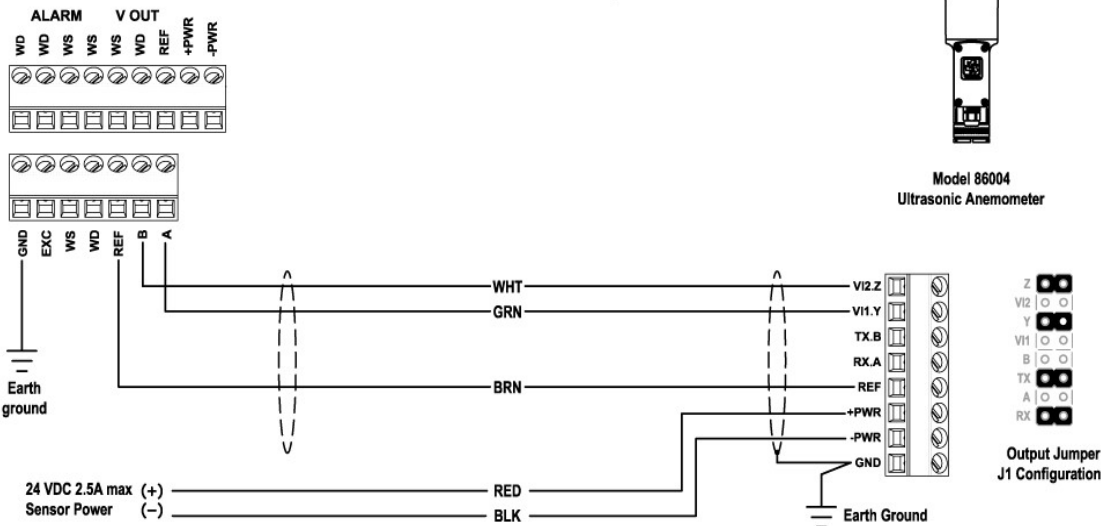 ALARM V OUT
WD WD WS WS WS WD REF +PWR -PWR
GND EXC WS WD REF B A
Earth
ground
Model 86004
Ultrasonic Anemometer
WHT
GRN
BRN
RED
BLK
VI2.Z
VI1.Y
TX.B
RX.A
REF
+PWR
-PWR
GND
Z
VI2
Y
VI1
B
TX
A
RX
Output Jumper
J1 Configuration
24 VDC 2.5A max (+)
Sensor Power (−)
Earth Ground